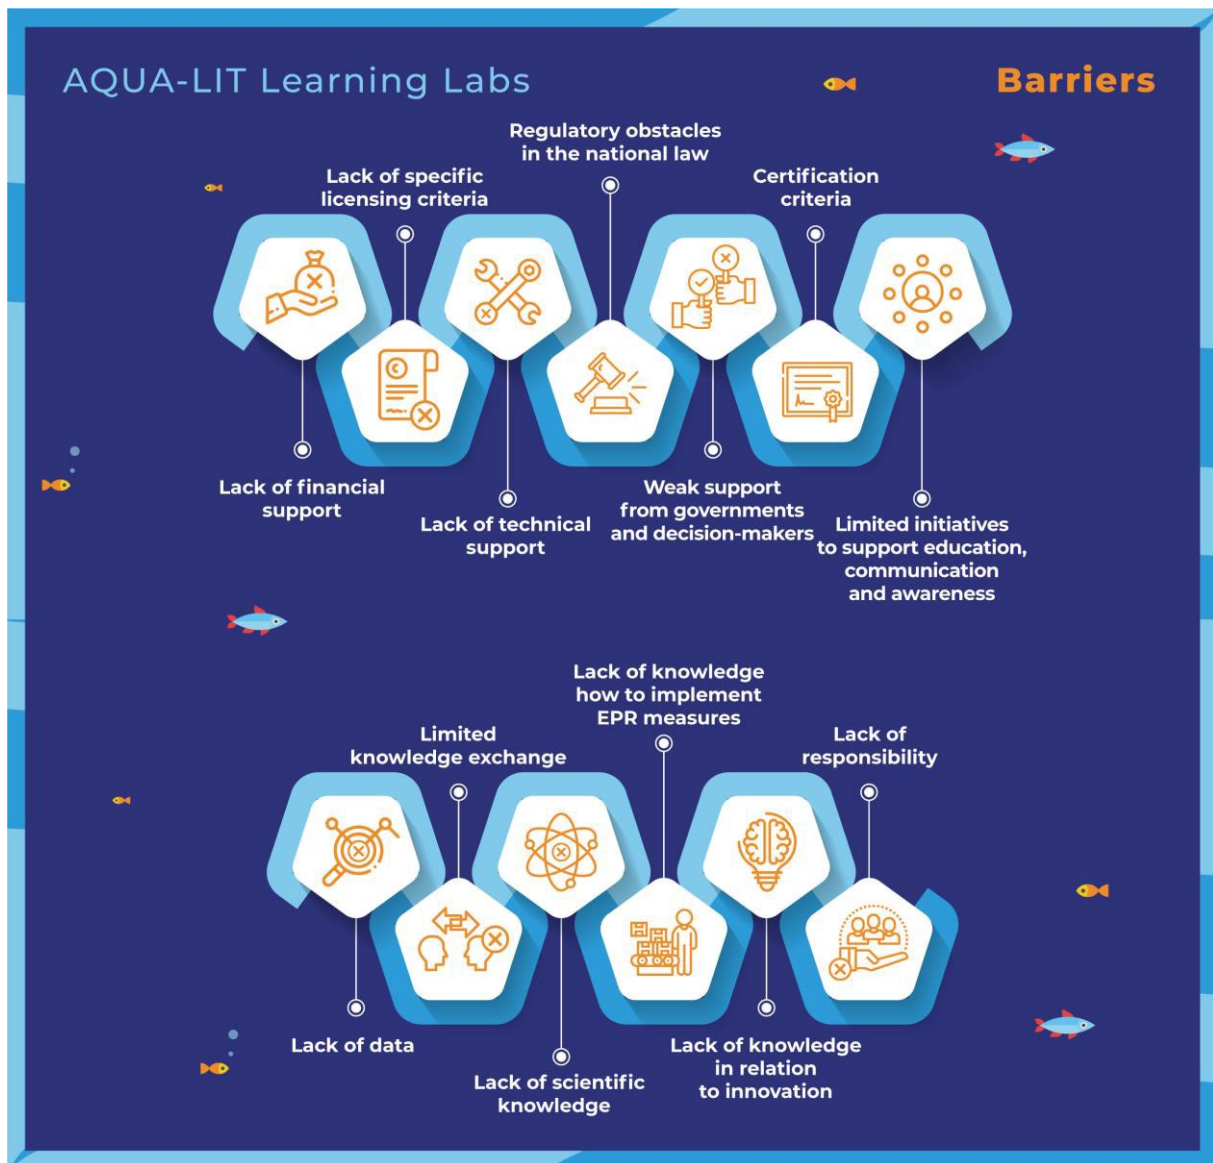 AQUA-LIT Learning Labs
Barriers
Regulatory obstacles
in the national law
Lack of specific
licensing criteria
Certification
criteria
Lack of financial
support
Lack of technical
support
Weak support
from governments
and decision-makers
Limited initiatives
to support education,
communication
and awareness
Lack of knowledge
how to implement
EPR measures
Limited
knowledge exchange
Lack of
responsibility
Lack of data
Lack of scientific
knowledge
Lack of knowledge
in relation
to innovation